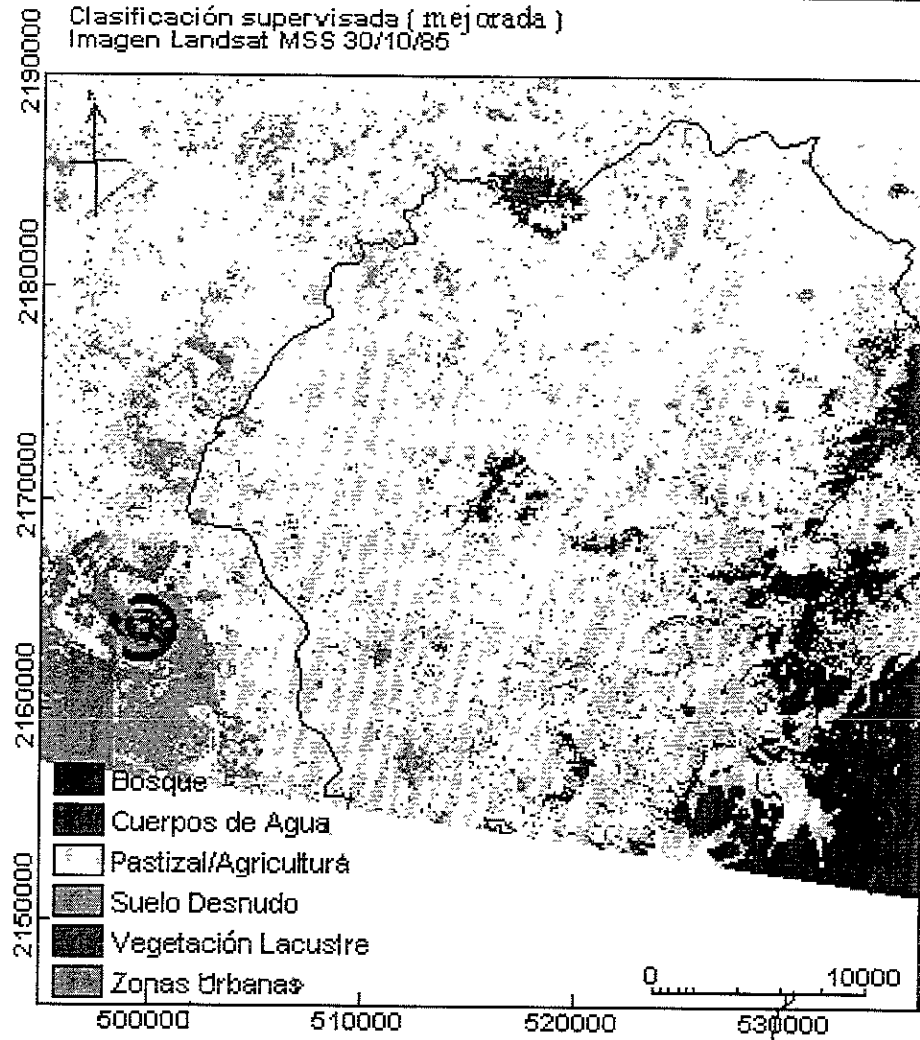 Clasificación supervisada ( mejorada )
Imagen Landsat MSS 30/10/85
2190000
2180000
2170000
2160000
2150000
Bosque
Cuerpos de Agua
Pastizal/Agricultura
Suelo Desnudo
Vegetación Lacustre
Zonas Urbanas
0 10000
500000 510000 520000 530000